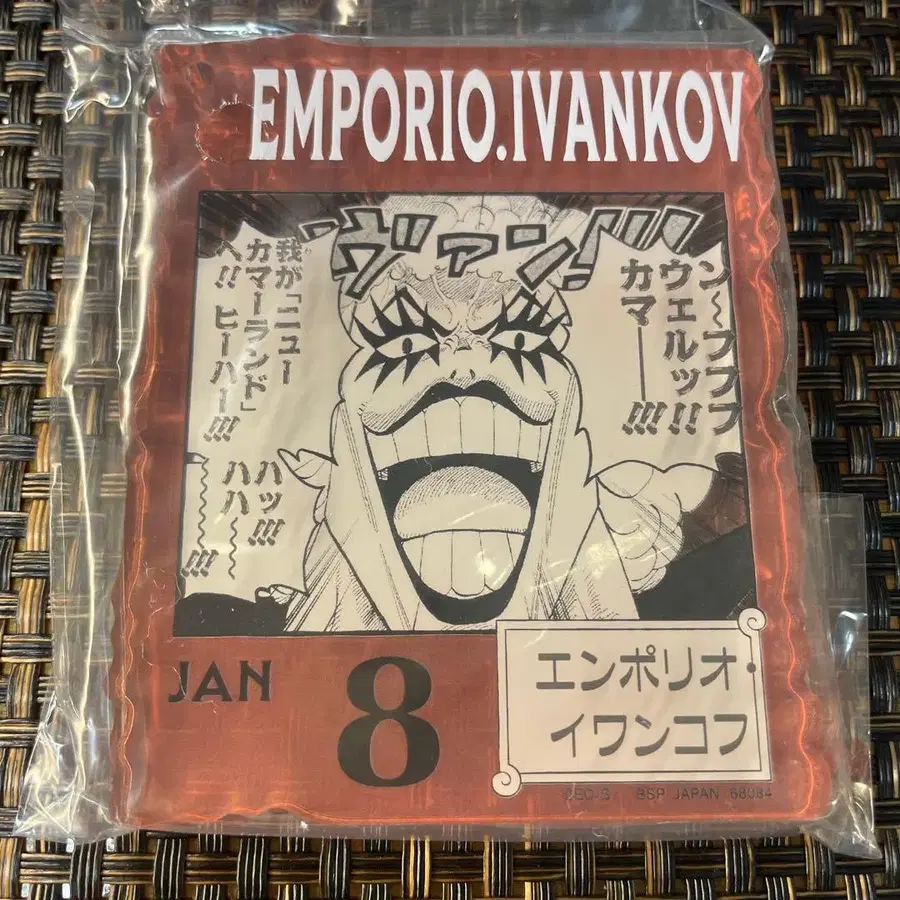 EMPORIO.IVANKOV
ヴァン!!!
ン〜フフフ
ウェルッ!!
カマー!!!
我が「ニュー
カマーランド」
へ!! ヒーハー!!!
ハッ!!!
ハハ〜〜!!!
〜〜〜!!!
JAN
8
エンポリオ・
イワンコフ
BSP JAPAN 68084